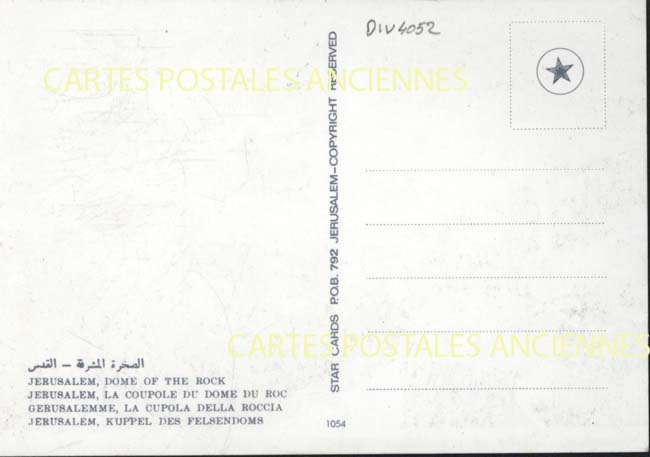 DIV4052
CARTES POSTALES ANCIENNES
STAR CARDS P.O.B. 792 JERUSALEM–COPYRIGHT RESERVED
CARTES POSTALES ANCIENNES
الصخرة المشرفة – القدس
JERUSALEM, DOME OF THE ROCK
JERUSALEM, LA COUPOLE DU DOME DU ROC
GERUSALEMME, LA CUPOLA DELLA ROCCIA
JERUSALEM, KUPPEL DES FELSENDOMS
1054